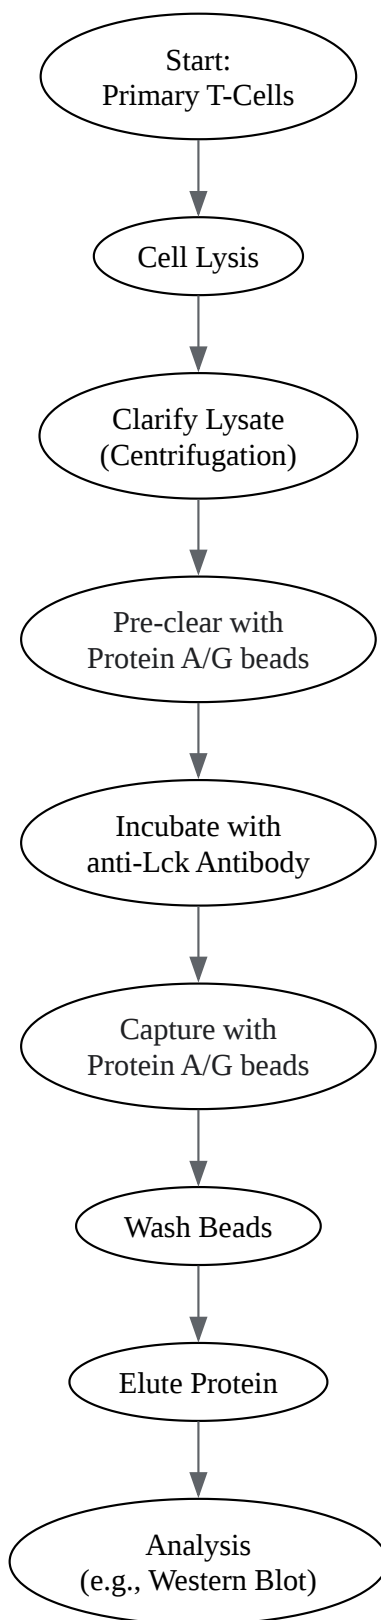 Start:
Primary T-Cells
Cell Lysis
Clarify Lysate
(Centrifugation)
Pre-clear with
Protein A/G beads
Incubate with
anti-Lck Antibody
Capture with
Protein A/G beads
Wash Beads
Elute Protein
Analysis
(e.g., Western Blot)